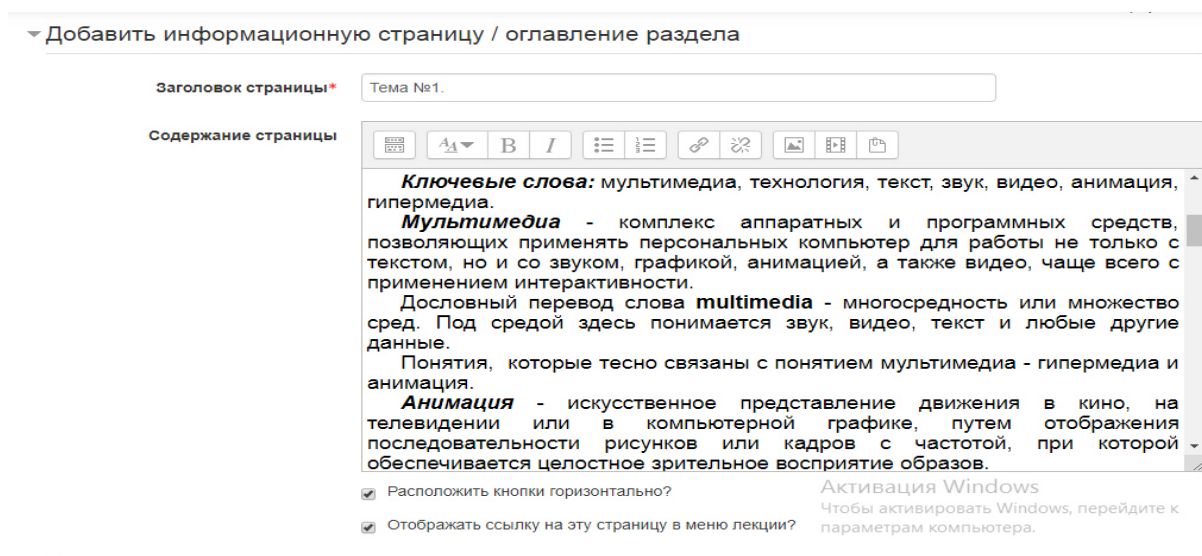 Добавить информационную страницу / оглавление раздела
Заголовок страницы*
Тема №1.
Содержание страницы
Ключевые слова: мультимедиа, технология, текст, звук, видео, анимация,
гипермедиа.
Мультимедиа - комплекс аппаратных и программных средств,
позволяющих применять персональных компьютер для работы не только с
текстом, но и со звуком, графикой, анимацией, а также видео, чаще всего с
применением интерактивности.
Дословный перевод слова multimedia - многосредность или множество
сред. Под средой здесь понимается звук, видео, текст и любые другие
данные.
Понятия, которые тесно связаны с понятием мультимедиа - гипермедиа и
анимация.
Анимация - искусственное представление движения в кино, на
телевидении или в компьютерной графике, путем отображения
последовательности рисунков или кадров с частотой, при которой
обеспечивается целостное зрительное восприятие образов.
Расположить кнопки горизонтально?
Отображать ссылку на эту страницу в меню лекции?
Активация Windows
Чтобы активировать Windows, перейдите к
параметрам компьютера.